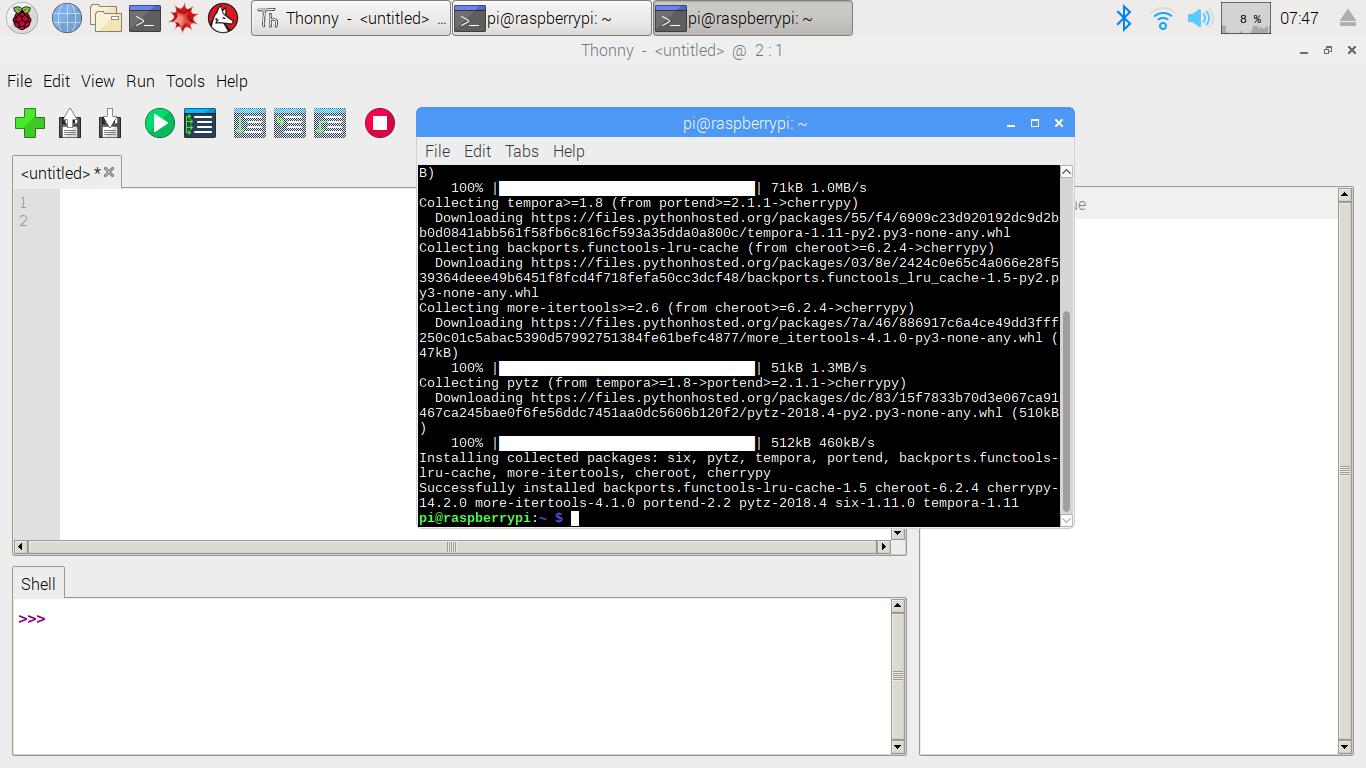 Thonny - <untitled> ...
pi@raspberrypi: ~
pi@raspberrypi: ~
8 %
07:47
Thonny - <untitled> @ 2 : 1
File Edit View Run Tools Help
<untitled> *
1
2
pi@raspberrypi: ~
File Edit Tabs Help
B)
100% | | 71kB 1.0MB/s
Collecting tempora>=1.8 (from portend>=2.1.1->cherrypy)
Downloading https://files.pythonhosted.org/packages/55/f4/6909c23d920192dc9d2b
b0d0841abb561f58fb6c816cf593a35dda0a800c/tempora-1.11-py2.py3-none-any.whl
Collecting backports.functools-lru-cache (from cheroot>=6.2.4->cherrypy)
Downloading https://files.pythonhosted.org/packages/03/8e/2424c0e65c4a066e28f5
39364deee49b6451f8fcd4f718fefa50cc3dcf48/backports.functools_lru_cache-1.5-py2.p
y3-none-any.whl
Collecting more-itertools>=2.6 (from cheroot>=6.2.4->cherrypy)
Downloading https://files.pythonhosted.org/packages/7a/46/886917c6a4ce49dd3fff
250c01c5abac5390d57992751384fe61befc4877/more_itertools-4.1.0-py3-none-any.whl (
47kB)
100% | | 51kB 1.3MB/s
Collecting pytz (from tempora>=1.8->portend>=2.1.1->cherrypy)
Downloading https://files.pythonhosted.org/packages/dc/83/15f7833b70d3e067ca91
467ca245bae0f6fe56ddc7451aa0dc5606b120f2/pytz-2018.4-py2.py3-none-any.whl (510kB
)
100% | | 512kB 460kB/s
Installing collected packages: six, pytz, tempora, portend, backports.functools-
lru-cache, more-itertools, cheroot, cherrypy
Successfully installed backports.functools-lru-cache-1.5 cheroot-6.2.4 cherrypy-
14.2.0 more-itertools-4.1.0 portend-2.2 pytz-2018.4 six-1.11.0 tempora-1.11
pi@raspberrypi:~ $
ue
Shell
>>>